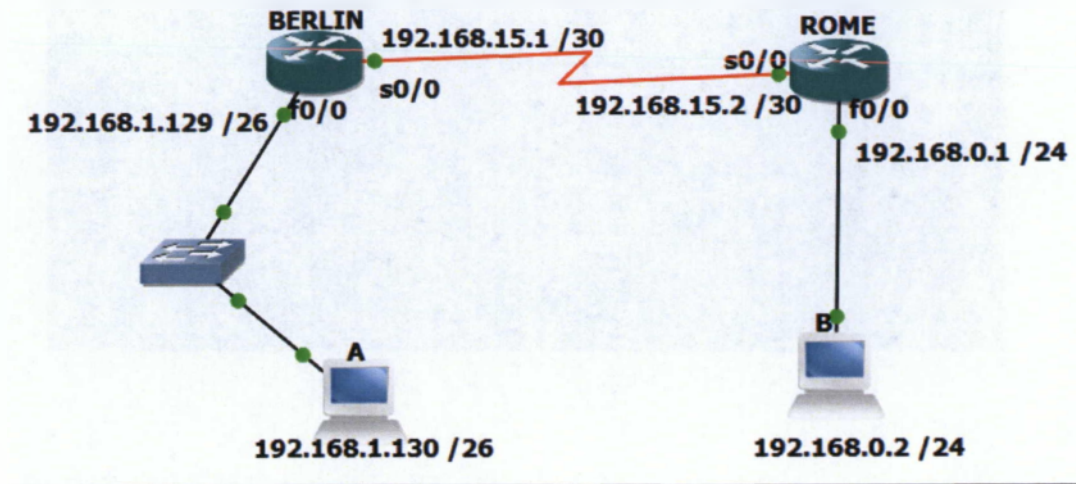 BERLIN
192.168.15.1 /30
s0/0
f0/0
192.168.1.129 /26
ROME
s0/0
192.168.15.2 /30
f0/0
192.168.0.1 /24
A
192.168.1.130 /26
B
192.168.0.2 /24